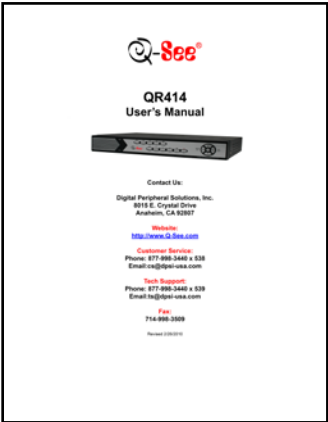 Q-See®
QR414
User's Manual
Contact Us:
Digital Peripheral Solutions, Inc.
8015 E. Crystal Drive
Anaheim, CA 92807
Website:
http://www.Q-See.com
Customer Service:
Phone: 877-998-3440 x 538
Email:cs@dpsi-usa.com
Tech Support:
Phone: 877-998-3440 x 539
Email:ts@dpsi-usa.com
Fax:
714-998-3509